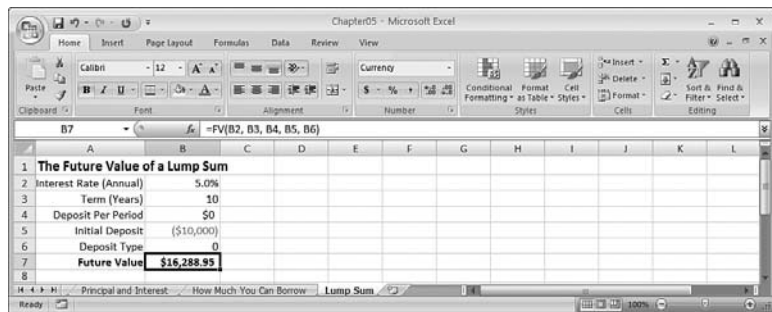 Chapter05 - Microsoft Excel
Home Insert Page Layout Formulas Data Review View
Paste
Clipboard
Calibri 12 A A
B I U A
Font
Alignment
Currency
$ % ,
Number
Conditional Formatting
Format as Table
Cell Styles
Styles
Insert
Delete
Format
Cells
Σ
Sort & Filter
Find & Select
Editing
B7 fx =FV(B2, B3, B4, B5, B6)
A B C D E F G H I J K L
1 The Future Value of a Lump Sum
2 Interest Rate (Annual) 5.0%
3 Term (Years) 10
4 Deposit Per Period $0
5 Initial Deposit ($10,000)
6 Deposit Type 0
7 Future Value $16,288.95
8
Principal and Interest How Much You Can Borrow Lump Sum
Ready 100%